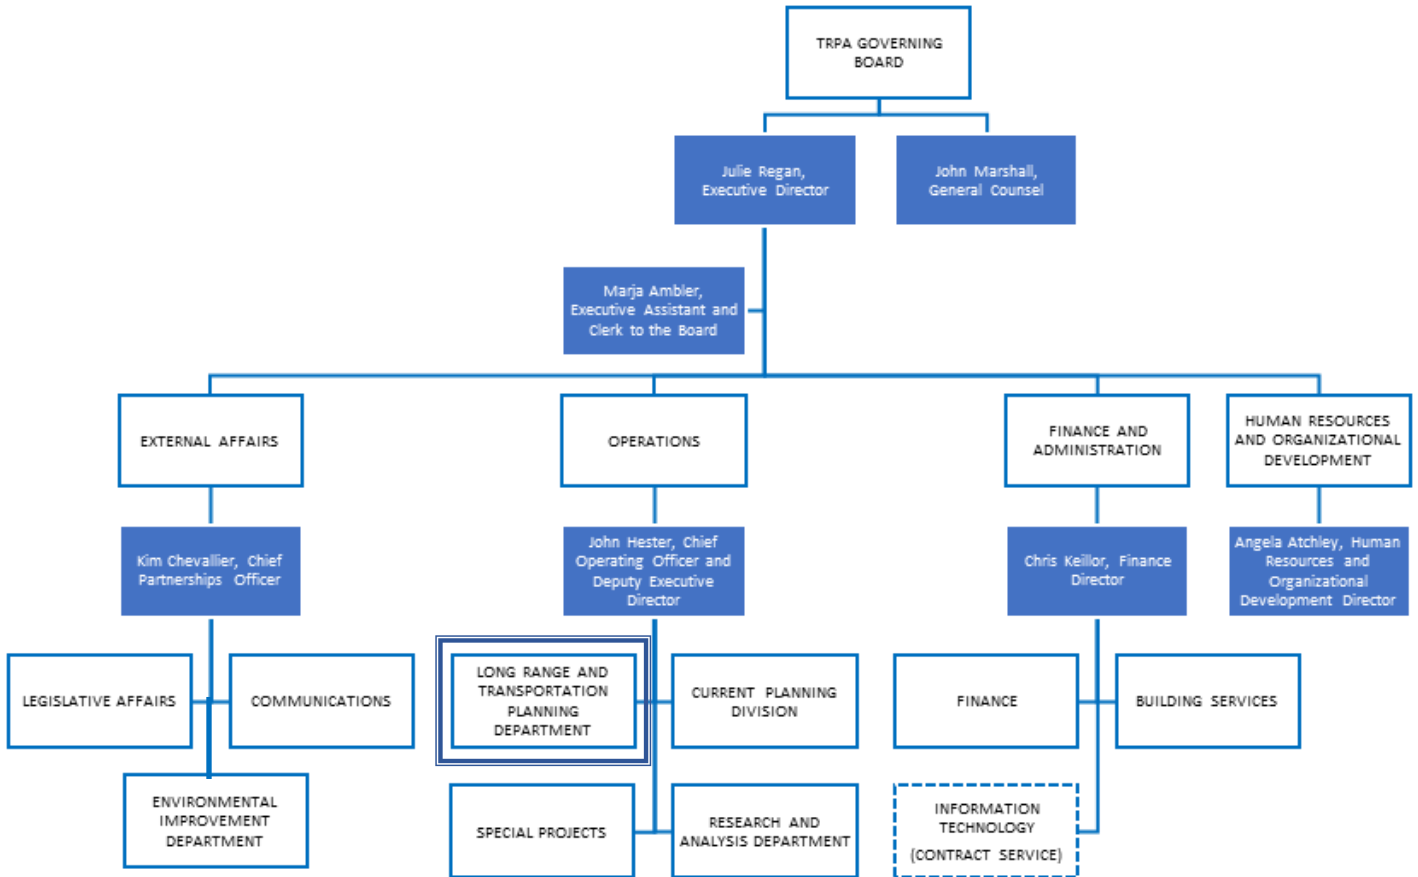 TRPA GOVERNING
BOARD
Julie Regan,
Executive Director
John Marshall,
General Counsel
Marja Ambler,
Executive Assistant and
Clerk to the Board
EXTERNAL AFFAIRS
OPERATIONS
FINANCE AND
ADMINISTRATION
HUMAN RESOURCES
AND ORGANIZATIONAL
DEVELOPMENT
Kim Chevallier, Chief
Partnerships Officer
John Hester, Chief
Operating Officer and
Deputy Executive
Director
Chris Keillor, Finance
Director
Angela Atchley, Human
Resources and
Organizational
Development Director
LEGISLATIVE AFFAIRS
COMMUNICATIONS
LONG RANGE AND
TRANSPORTATION
PLANNING
DEPARTMENT
CURRENT PLANNING
DIVISION
FINANCE
BUILDING SERVICES
ENVIRONMENTAL
IMPROVEMENT
DEPARTMENT
SPECIAL PROJECTS
RESEARCH AND
ANALYSIS DEPARTMENT
INFORMATION
TECHNOLOGY
(CONTRACT SERVICE)